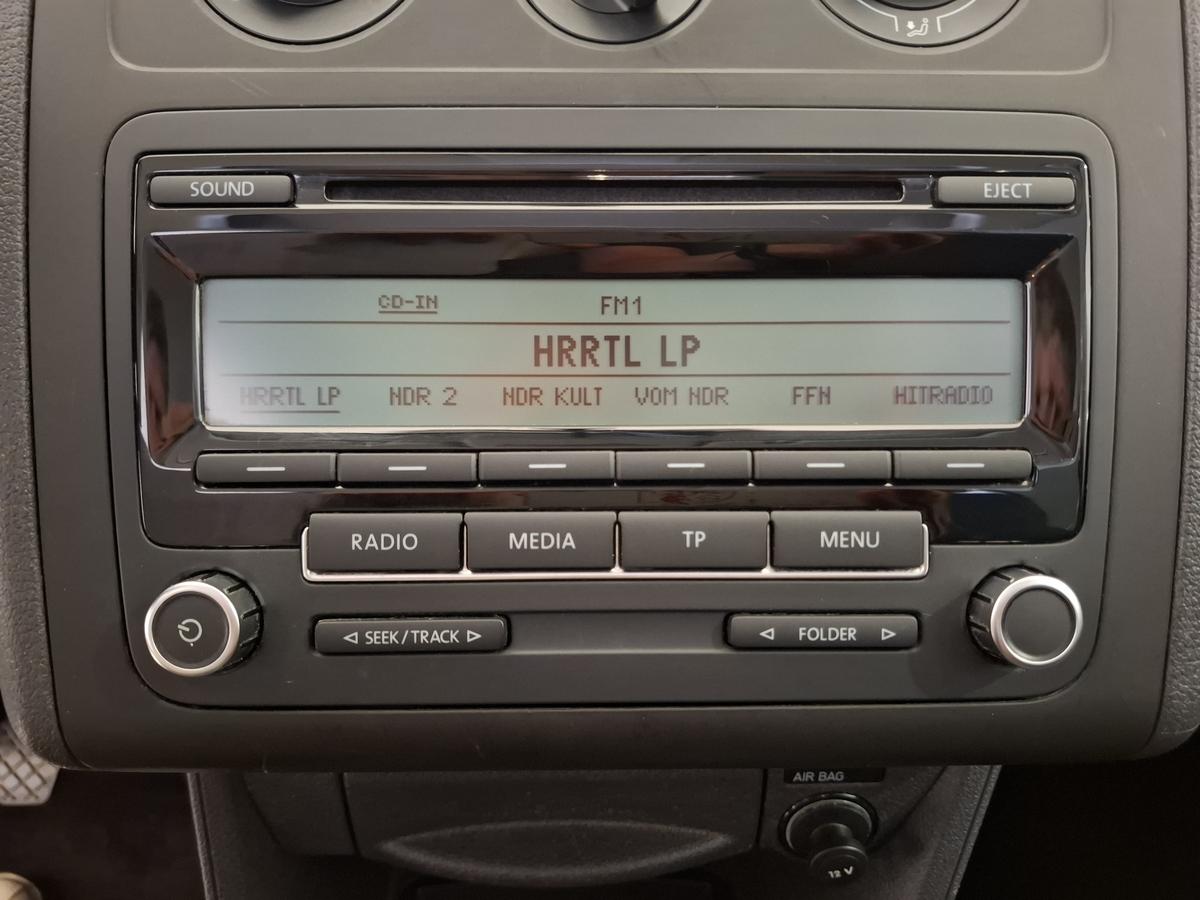 SOUND EJECT
CD-IN FM1
HRRTL LP
HRRTL LP NDR 2 NDR KULT VOM NDR FFN HITRADIO
RADIO MEDIA TP MENU
SEEK/TRACK FOLDER
AIR BAG
12 V